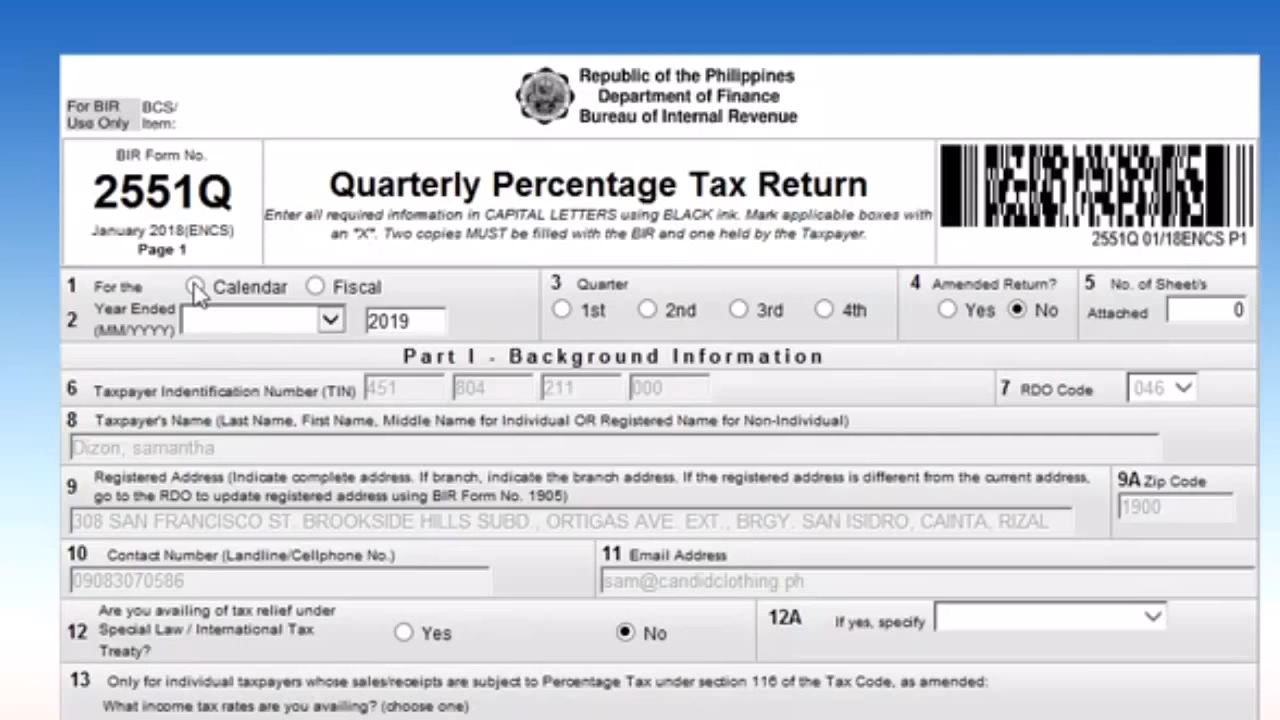 Republic of the Philippines
Department of Finance
Bureau of Internal Revenue
For BIR Use Only
BCS/ Item:
BIR Form No.
2551Q
January 2018(ENCS)
Page 1
Quarterly Percentage Tax Return
Enter all required information in CAPITAL LETTERS using BLACK ink. Mark applicable boxes with
an "X". Two copies MUST be filled with the BIR and one held by the Taxpayer.
2551Q 01/18ENCS P1
1 For the Calendar Fiscal
2 Year Ended (MM/YYYY) 2019
3 Quarter
1st 2nd 3rd 4th
4 Amended Return?
Yes No
5 No. of Sheet/s
Attached 0
Part I - Background Information
6 Taxpayer Indentification Number (TIN) 451 804 211 000
7 RDO Code 046
8 Taxpayer's Name (Last Name, First Name, Middle Name for Individual OR Registered Name for Non-Individual)
Dizon, samantha
9 Registered Address (Indicate complete address. If branch, indicate the branch address. If the registered address is different from the current address,
go to the RDO to update registered address using BIR Form No. 1905)
308 SAN FRANCISCO ST. BROOKSIDE HILLS SUBD., ORTIGAS AVE. EXT., BRGY. SAN ISIDRO, CAINTA, RIZAL
9A Zip Code
1900
10 Contact Number (Landline/Cellphone No.)
09083070586
11 Email Address
sam@candidclothing.ph
12 Are you availing of tax relief under
Special Law / International Tax
Treaty?
Yes No
12A If yes, specify
13 Only for individual taxpayers whose sales/receipts are subject to Percentage Tax under section 116 of the Tax Code, as amended:
What income tax rates are you availing? (choose one)